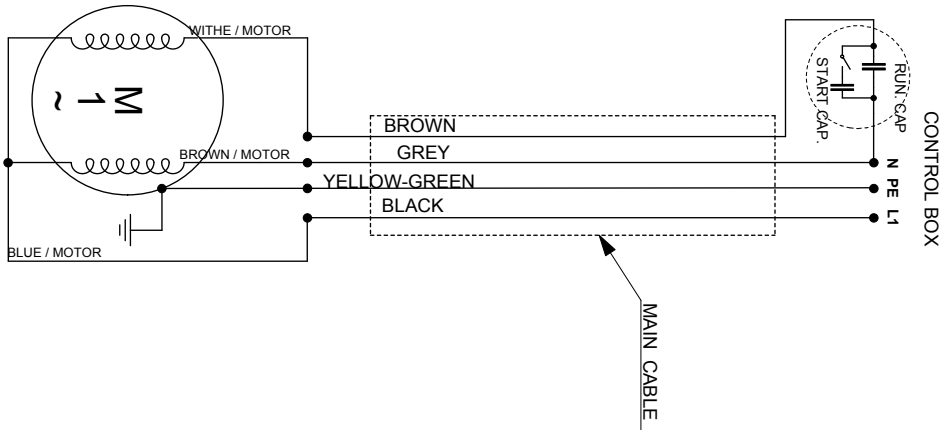 WITHE / MOTOR
M
1
~
BROWN / MOTOR
BLUE / MOTOR
BROWN
GREY
YELLOW-GREEN
BLACK
MAIN CABLE
START CAP.
RUN. CAP
N
PE
L1
CONTROL BOX